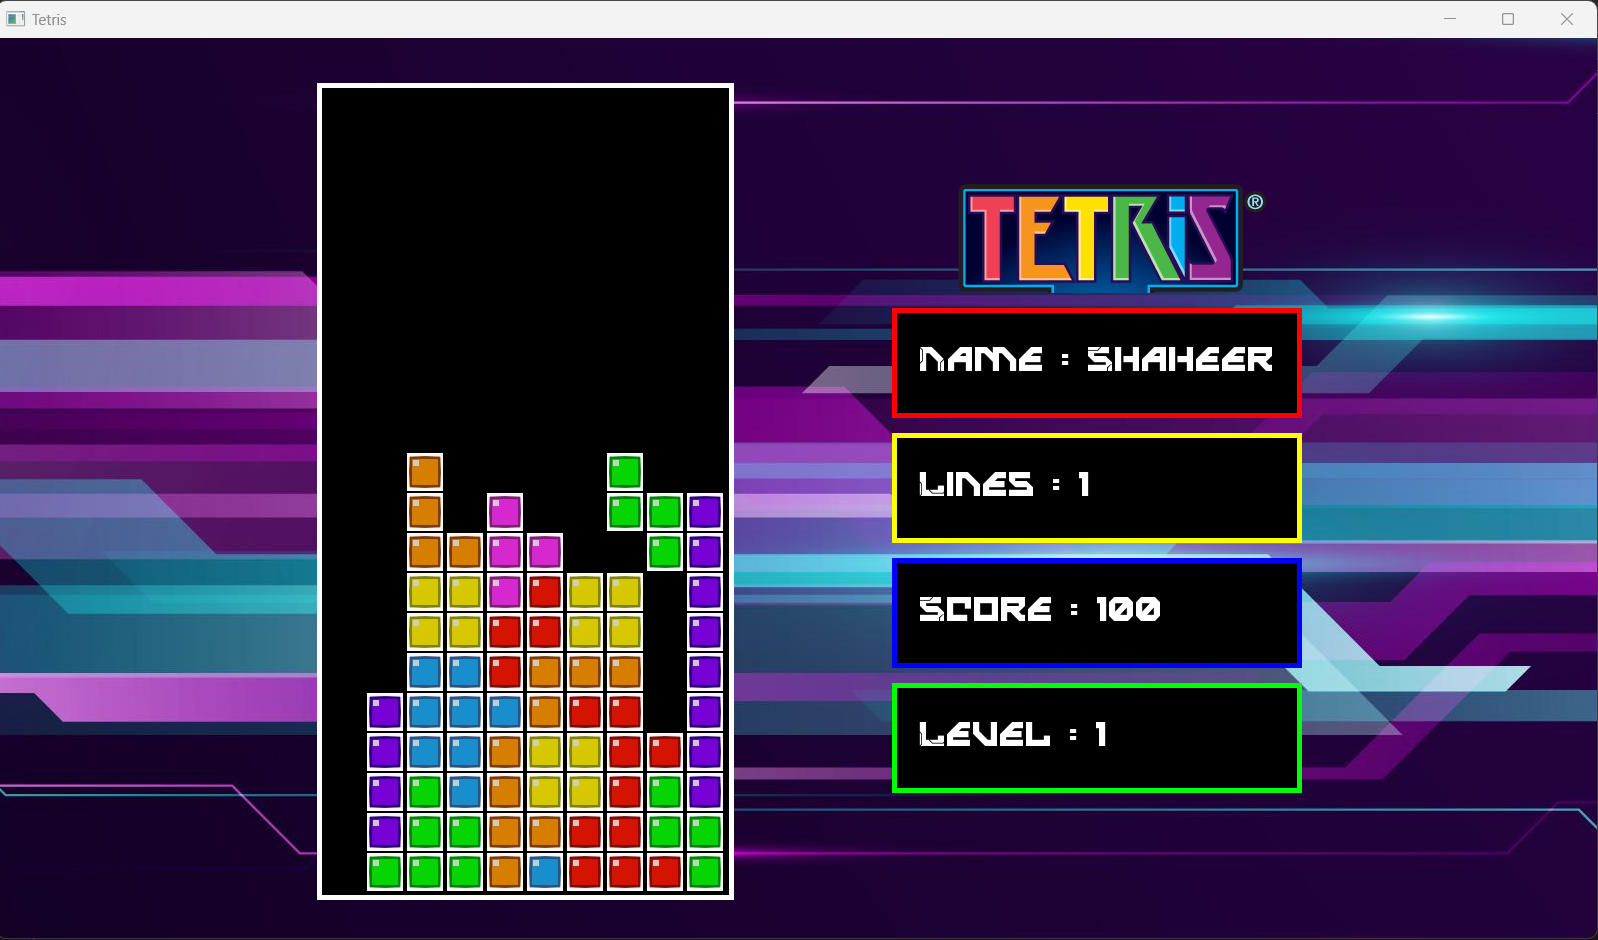 Tetris
TETRIS®
NAME : SHAHEER
LINES : 1
SCORE : 100
LEVEL : 1